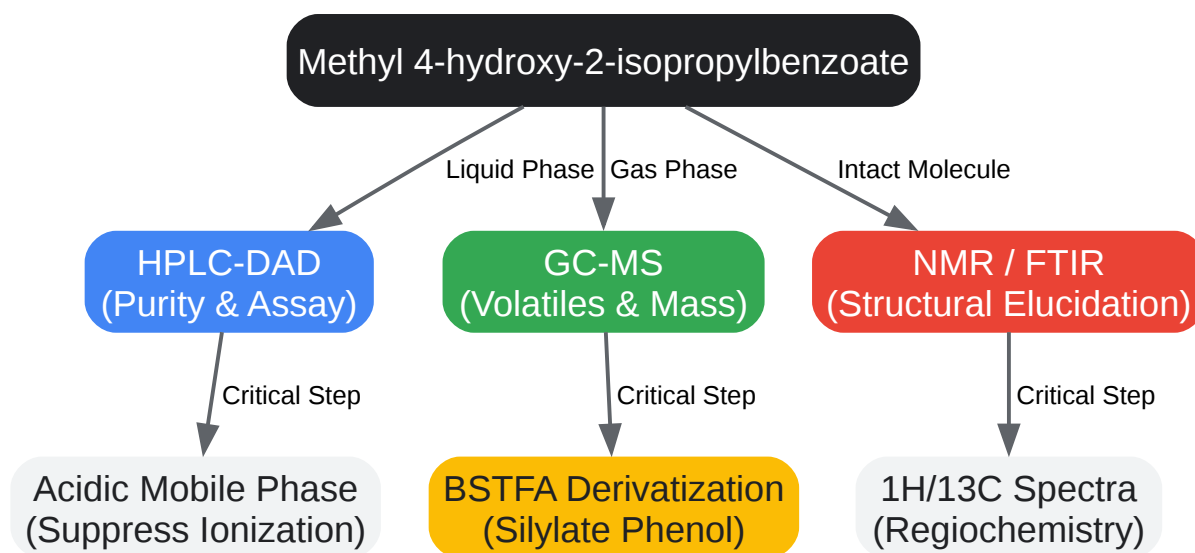 Methyl 4-hydroxy-2-isopropylbenzoate
Liquid Phase
Gas Phase
Intact Molecule
HPLC-DAD
(Purity & Assay)
GC-MS
(Volatiles & Mass)
NMR / FTIR
(Structural Elucidation)
Critical Step
Critical Step
Critical Step
Acidic Mobile Phase
(Suppress Ionization)
BSTFA Derivatization
(Silylate Phenol)
1H/13C Spectra
(Regiochemistry)